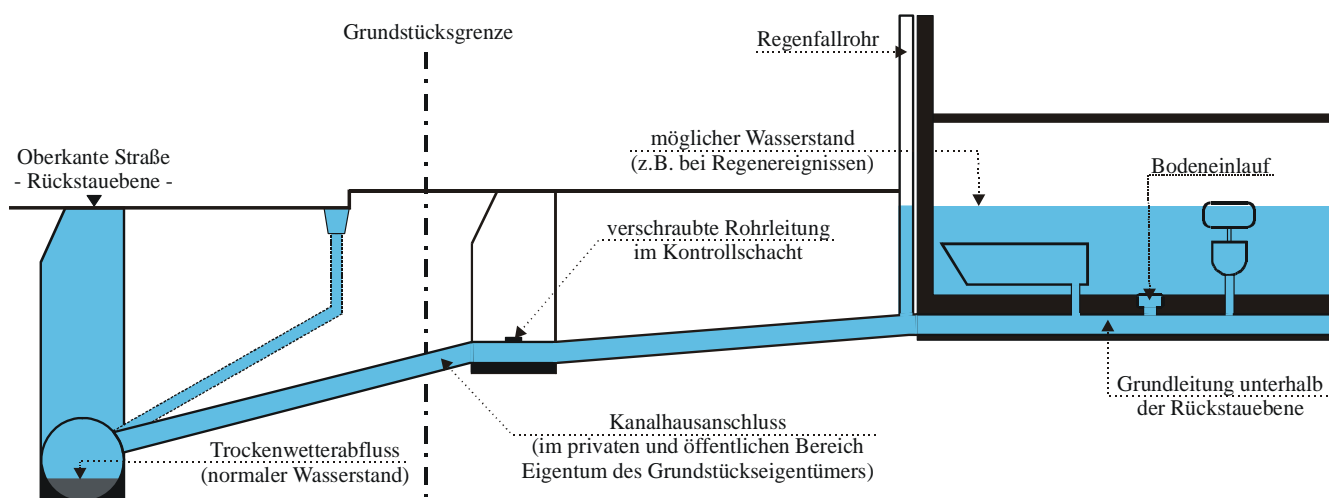 Grundstücksgrenze
Regenfallrohr
möglicher Wasserstand
(z.B. bei Regenereignissen)
Oberkante Straße
- Rückstauebene -
Bodeneinlauf
verschraubte Rohrleitung
im Kontrollschacht
Grundleitung unterhalb
der Rückstauebene
Kanalhausanschluss
(im privaten und öffentlichen Bereich
Eigentum des Grundstückseigentümers)
Trockenwetterabfluss
(normaler Wasserstand)